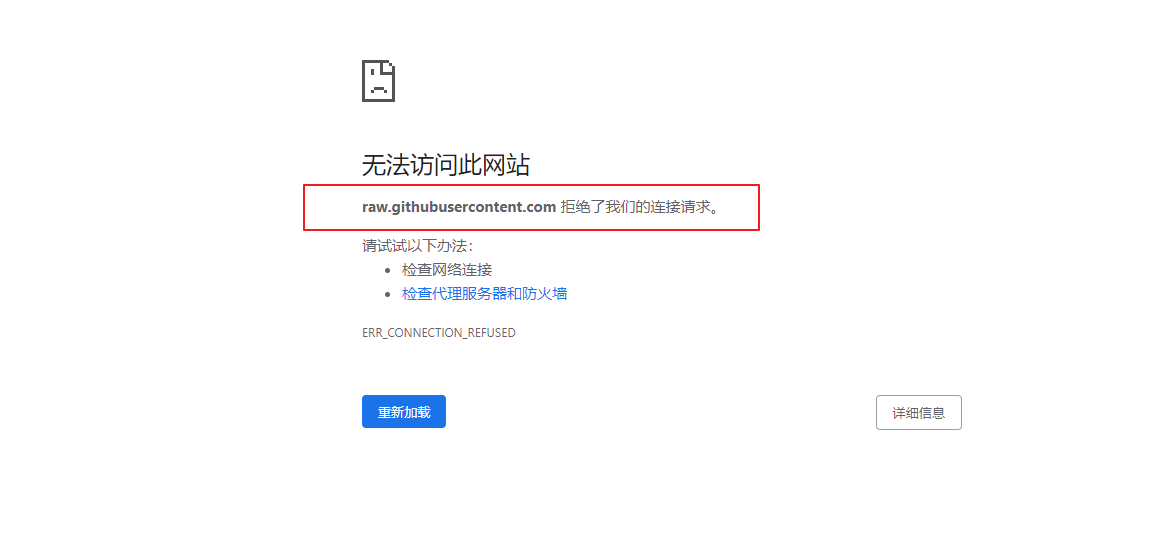 无法访问此网站
raw.githubusercontent.com 拒绝了我们的连接请求。
请试试以下办法：
检查网络连接
检查代理服务器和防火墙
ERR_CONNECTION_REFUSED
重新加载
详细信息